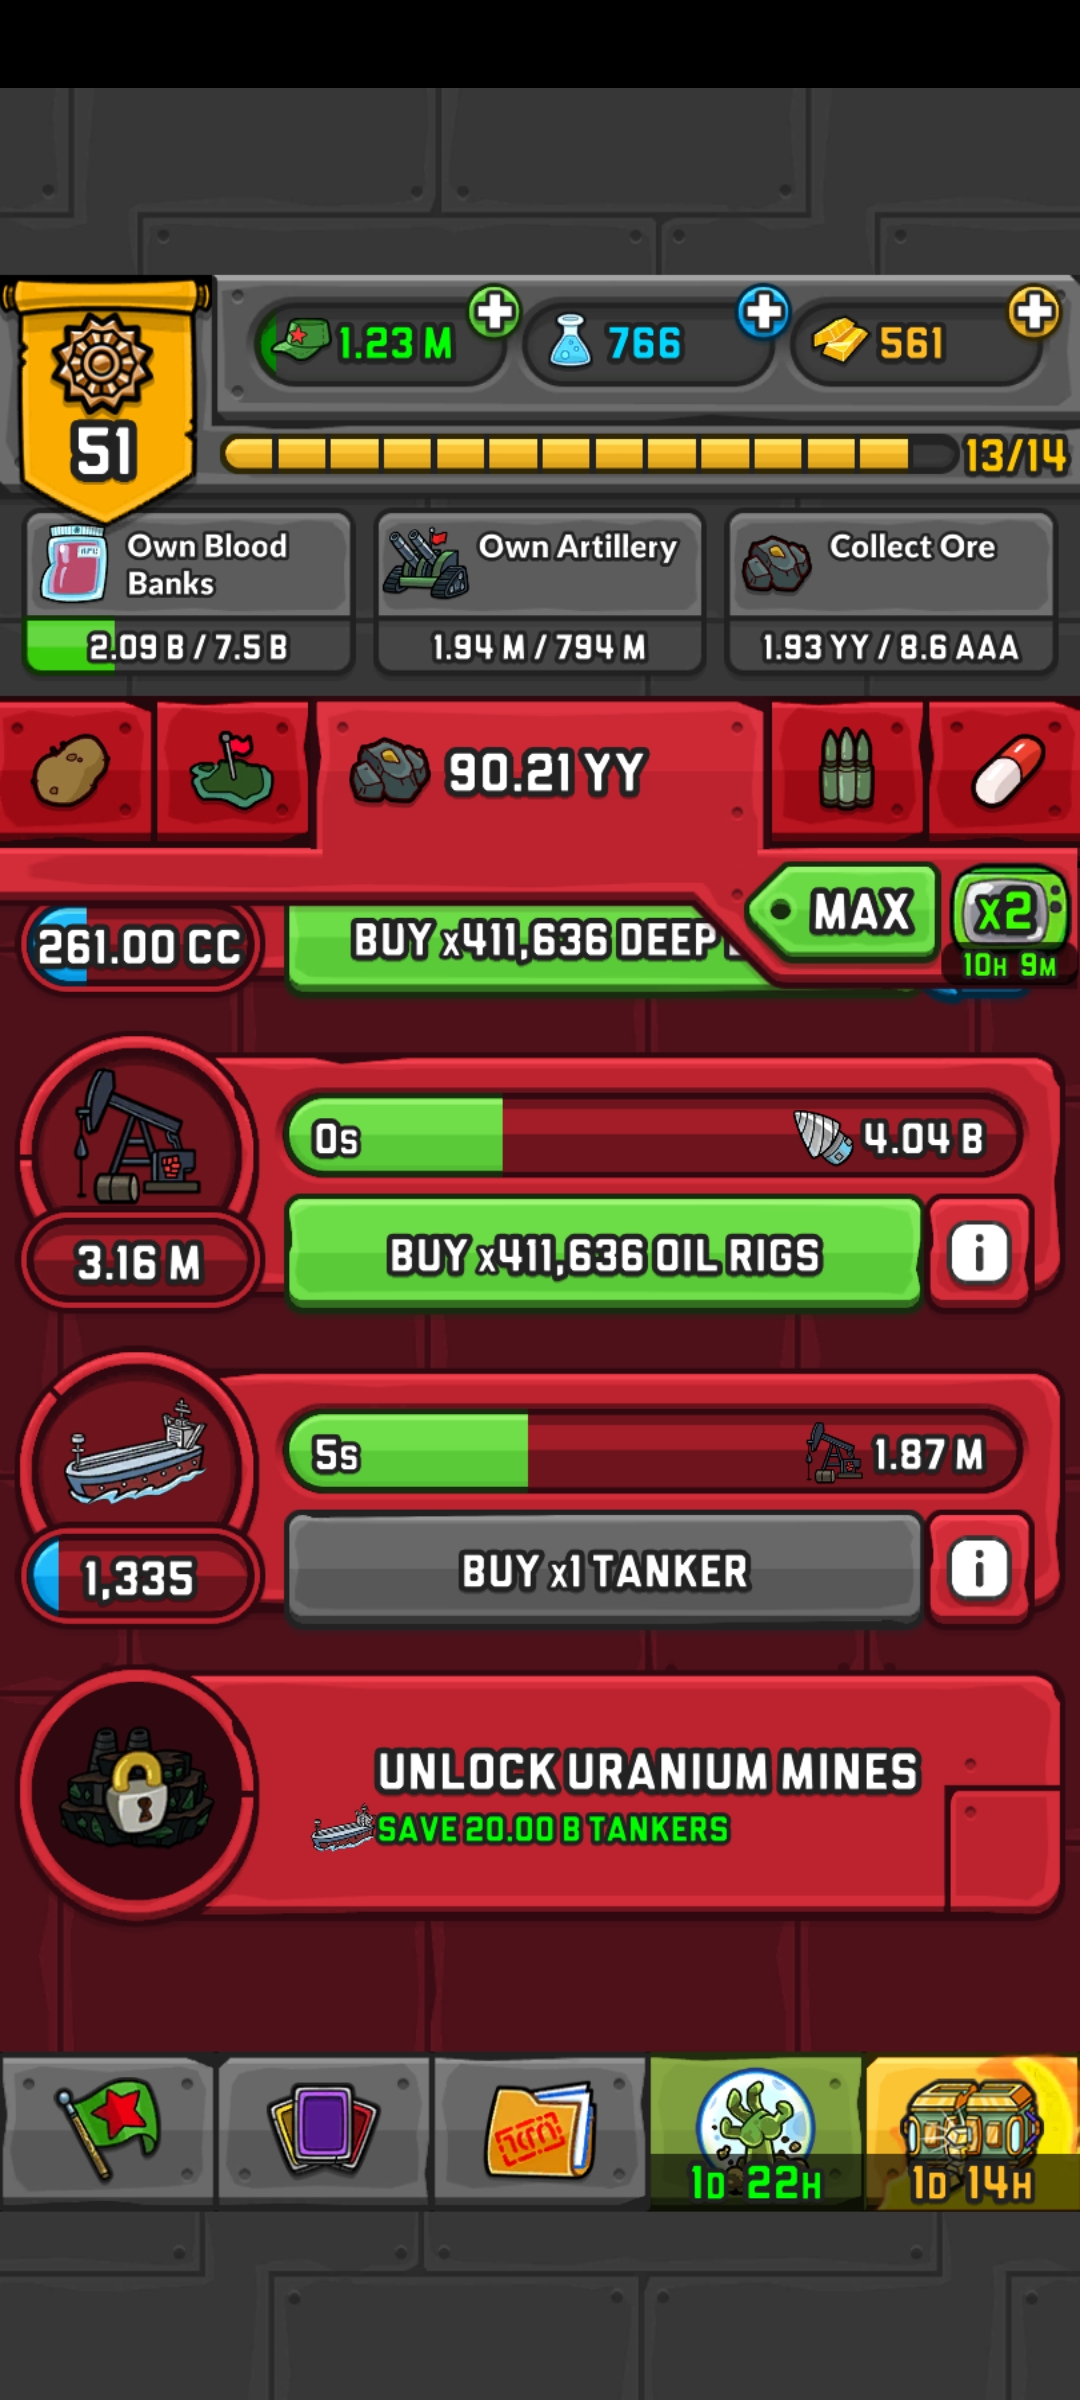 1.23 M
766
561
51
13/14
Own Blood
Banks
2.09 B / 7.5 B
Own Artillery
1.94 M / 794 M
Collect Ore
1.93 YY / 8.6 AAA
90.21 YY
MAX
x2
10H 9M
261.00 CC
BUY x411,636 DEEP
0s
4.04 B
3.16 M
BUY x411,636 OIL RIGS
i
5s
1.87 M
1,335
BUY x1 TANKER
i
UNLOCK URANIUM MINES
SAVE 20.00 B TANKERS
1D 22H
1D 14H